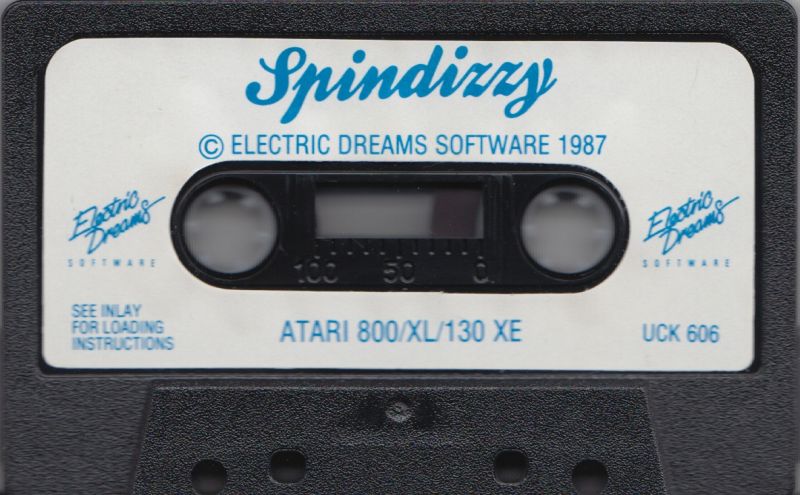 Spindizzy
© ELECTRIC DREAMS SOFTWARE 1987
Electric Dreams
SOFTWARE
Electric Dreams
SOFTWARE
100 50 0
SEE INLAY
FOR LOADING
INSTRUCTIONS
ATARI 800/XL/130 XE
UCK 606